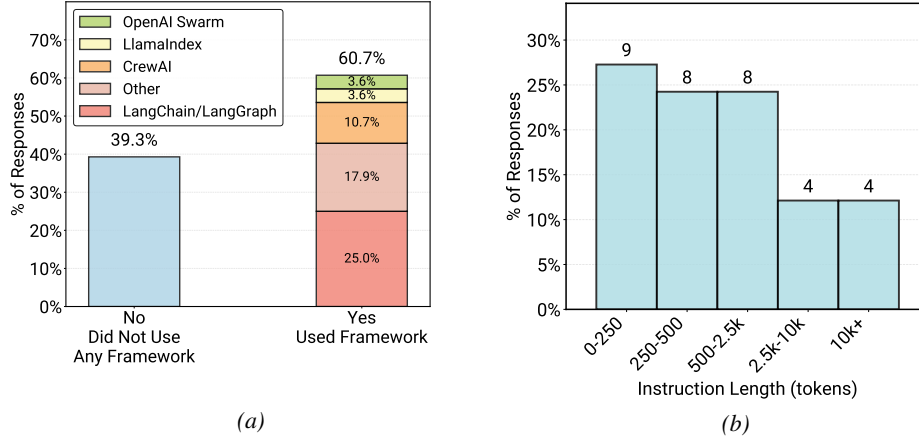 OpenAI Swarm
LlamaIndex
CrewAI
Other
LangChain/LangGraph
% of Responses
70%
60%
50%
40%
30%
20%
10%
0%
39.3%
60.7%
3.6%
3.6%
10.7%
17.9%
25.0%
No
Did Not Use
Any Framework
Yes
Used Framework
(a)
% of Responses
30%
25%
20%
15%
10%
5%
0%
9
8
8
4
4
0-250
250-500
500-2.5k
2.5k-10k
10k+
Instruction Length (tokens)
(b)